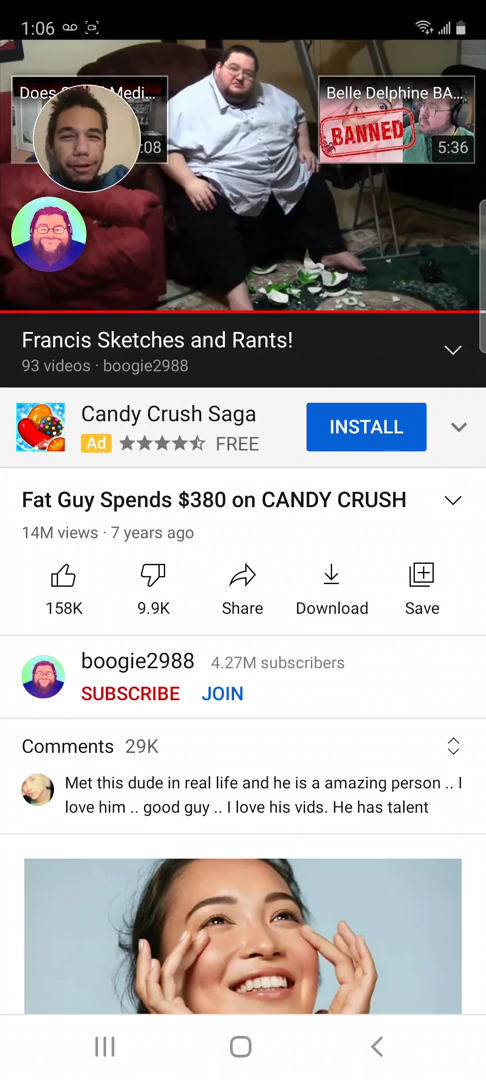 1:06
Does
Medi...
:08
Belle Delphine BA...
BANNED
5:36
Francis Sketches and Rants!
93 videos · boogie2988
Candy Crush Saga
Ad
FREE
INSTALL
Fat Guy Spends $380 on CANDY CRUSH
14M views · 7 years ago
158K
9.9K
Share
Download
Save
boogie2988
4.27M subscribers
SUBSCRIBE
JOIN
Comments 29K
Met this dude in real life and he is a amazing person .. I
love him .. good guy .. I love his vids. He has talent